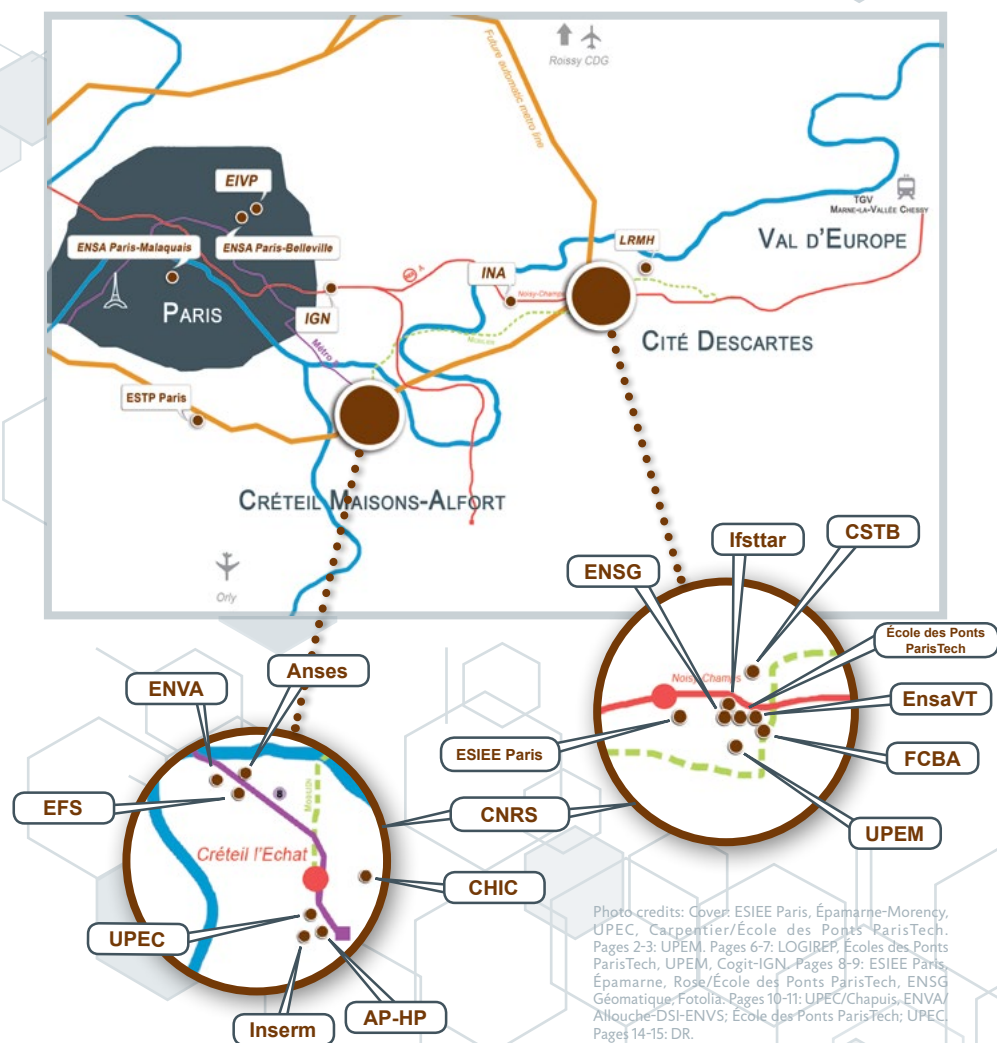 Future automatic metro line
Roissy CDG
EIVP
ENSA Paris-Malaquais
ENSA Paris-Belleville
PARIS
IGN
RER A
INA
Noisy-Champs
LRMH
TGV
MARNE-LA-VALLÉE CHESSY
VAL D'EUROPE
CITÉ DESCARTES
Métro
MOBILIEN
ESTP Paris
CRÉTEIL MAISONS-ALFORT
Orly
Ifsttar
CSTB
ENSG
École des Ponts
ParisTech
Noisy-Champs
EnsaVT
ESIEE Paris
FCBA
UPEM
CNRS
ENVA
Anses
EFS
MOBILIEN
8
Créteil l'Echat
CHIC
UPEC
Inserm
AP-HP
Photo credits: Cover: ESIEE Paris, Épamarne-Morency,
UPEC, Carpentier/École des Ponts ParisTech.
Pages 2-3: UPEM. Pages 6-7: LOGIREP, Écoles des Ponts
ParisTech, UPEM, Cogit-IGN. Pages 8-9: ESIEE Paris,
Épamarne, Rose/École des Ponts ParisTech, ENSG
Géomatique, Fotolia. Pages 10-11: UPEC/Chapuis, ENVA/
Allouche-DSI-ENVS; École des Ponts ParisTech; UPEC.
Pages 14-15: DR.